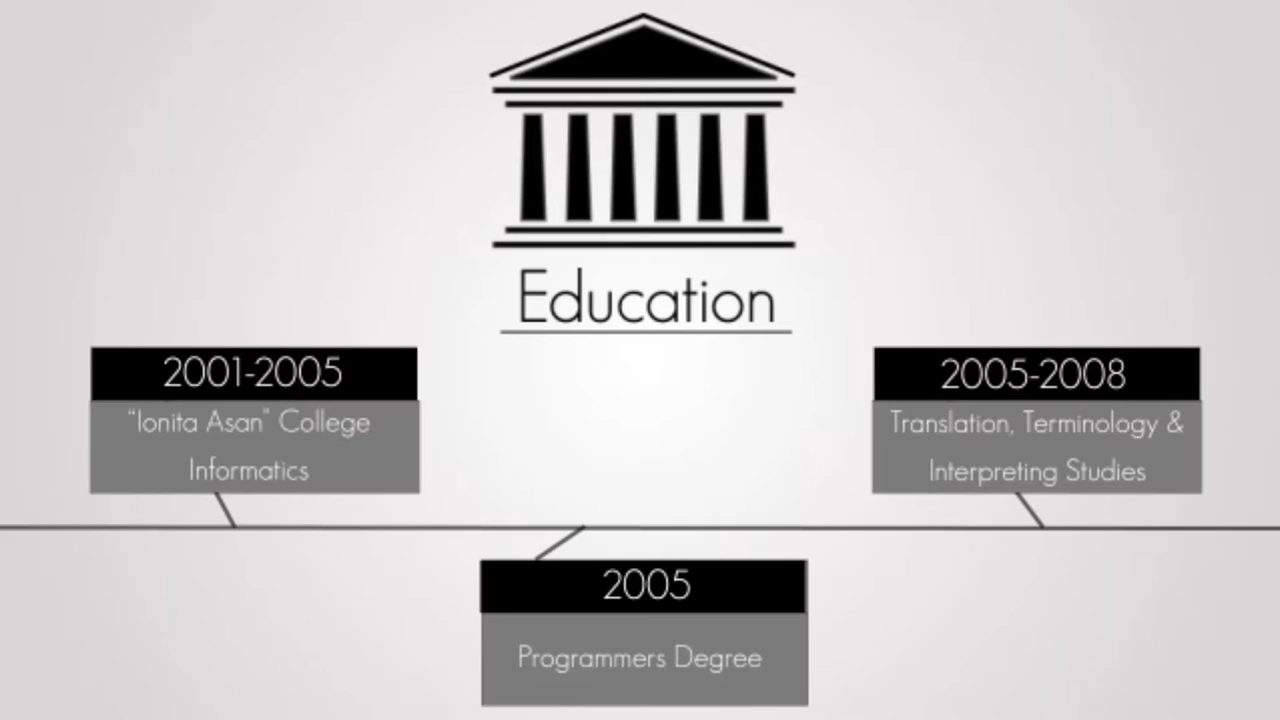 Education
2001-2005
"Ionita Asan" College
Informatics
2005
Programmers Degree
2005-2008
Translation, Terminology &
Interpreting Studies